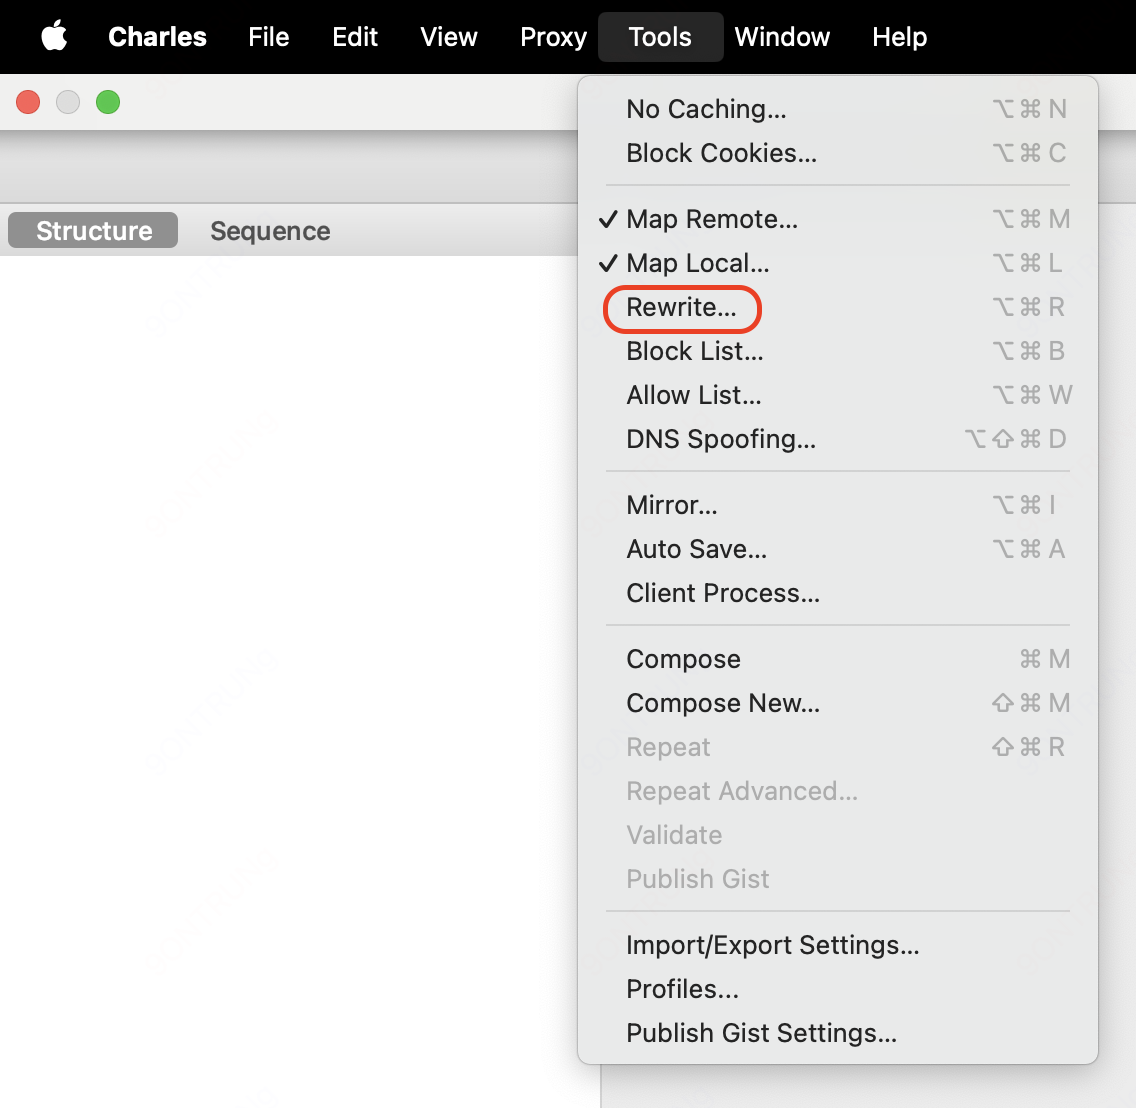 Charles File Edit View Proxy Tools Window Help
No Caching... ⌥⌘N
Block Cookies... ⌥⌘C
Structure Sequence
✓ Map Remote... ⌥⌘M
✓ Map Local... ⌥⌘L
Rewrite... ⌥⌘R
Block List... ⌥⌘B
Allow List... ⌥⌘W
DNS Spoofing... ⌥⇧⌘D
Mirror... ⌥⌘I
Auto Save... ⌥⌘A
Client Process...
Compose ⌘M
Compose New... ⇧⌘M
Repeat ⇧⌘R
Repeat Advanced...
Validate
Publish Gist
Import/Export Settings...
Profiles...
Publish Gist Settings...